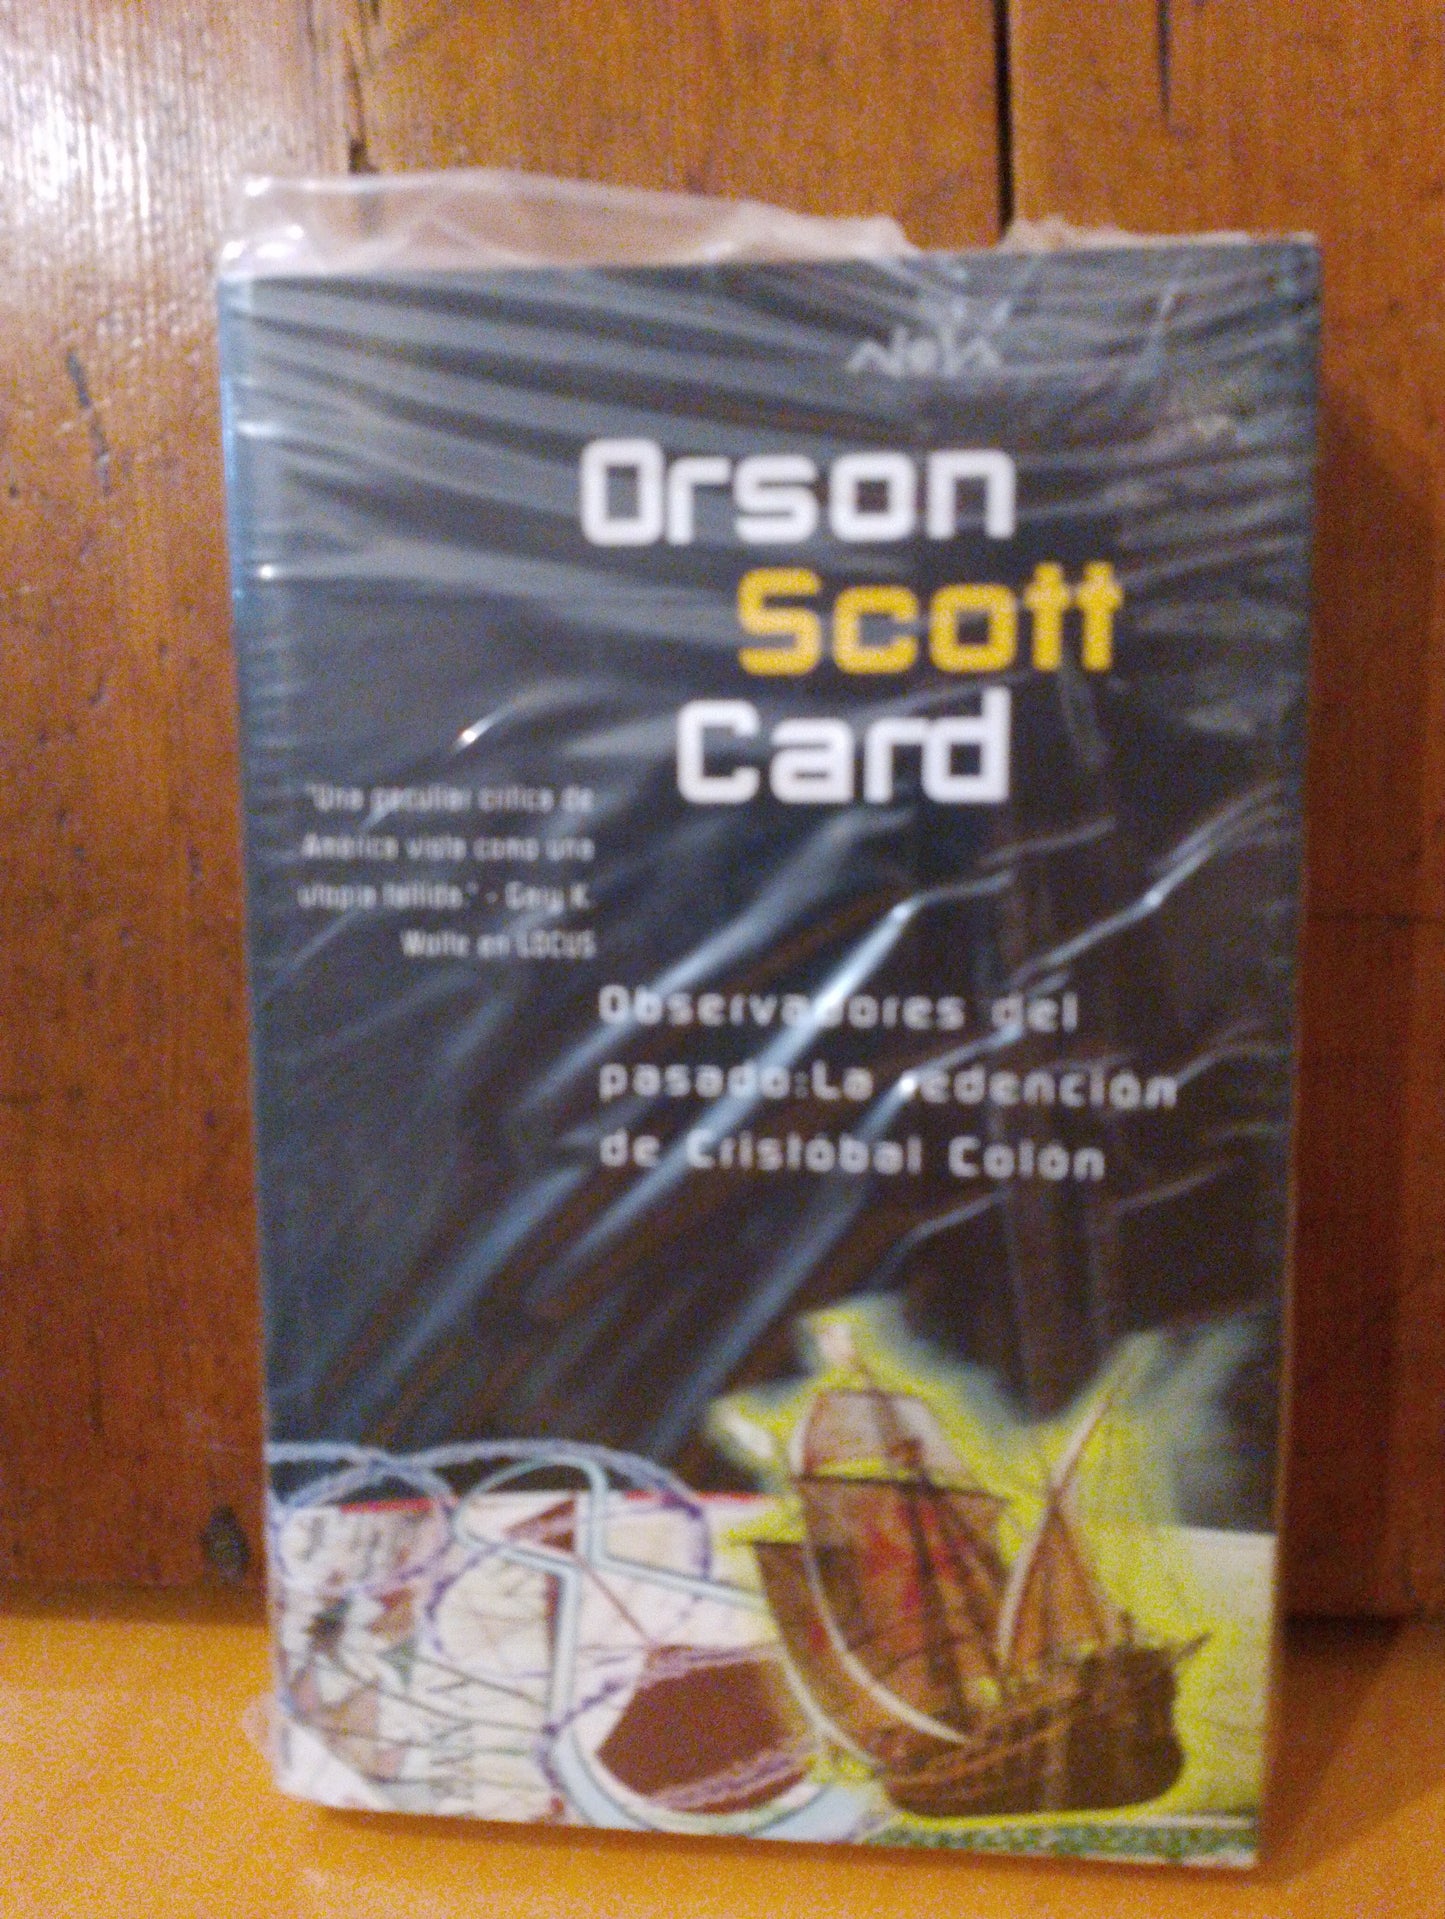 NOVA
Orson
Scott
Card
"Una peculiar crítica de
América vista como una
utopía fallida." - Gary K.
Wolfe en LOCUS
Observadores del
pasado:La redención
de Cristóbal Colón